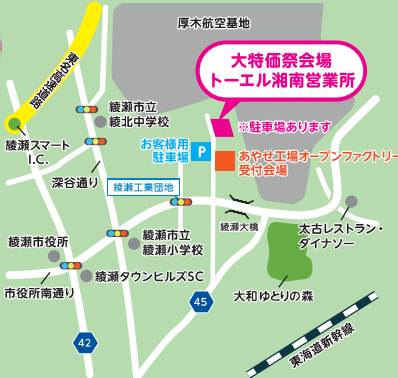 厚木航空基地
大特価祭会場
トーエル湘南営業所
※駐車場あります
東名高速道路
綾瀬市立
綾北中学校
お客様用
駐車場
P
あやせ工場オープンファクトリー
受付会場
綾瀬スマート
I.C.
深谷通り
綾瀬工業団地
綾瀬大橋
太古レストラン・
ダイナソー
綾瀬市役所
綾瀬市立
綾瀬小学校
市役所南通り
綾瀬タウンヒルズSC
大和ゆとりの森
45
42
東海道新幹線